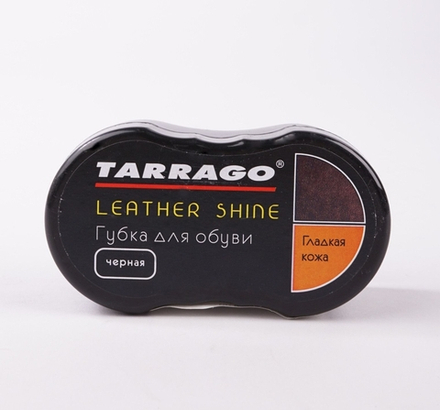 TARRAGO®
LEATHER SHINE
Губка для обуви
черная
Гладкая
кожа